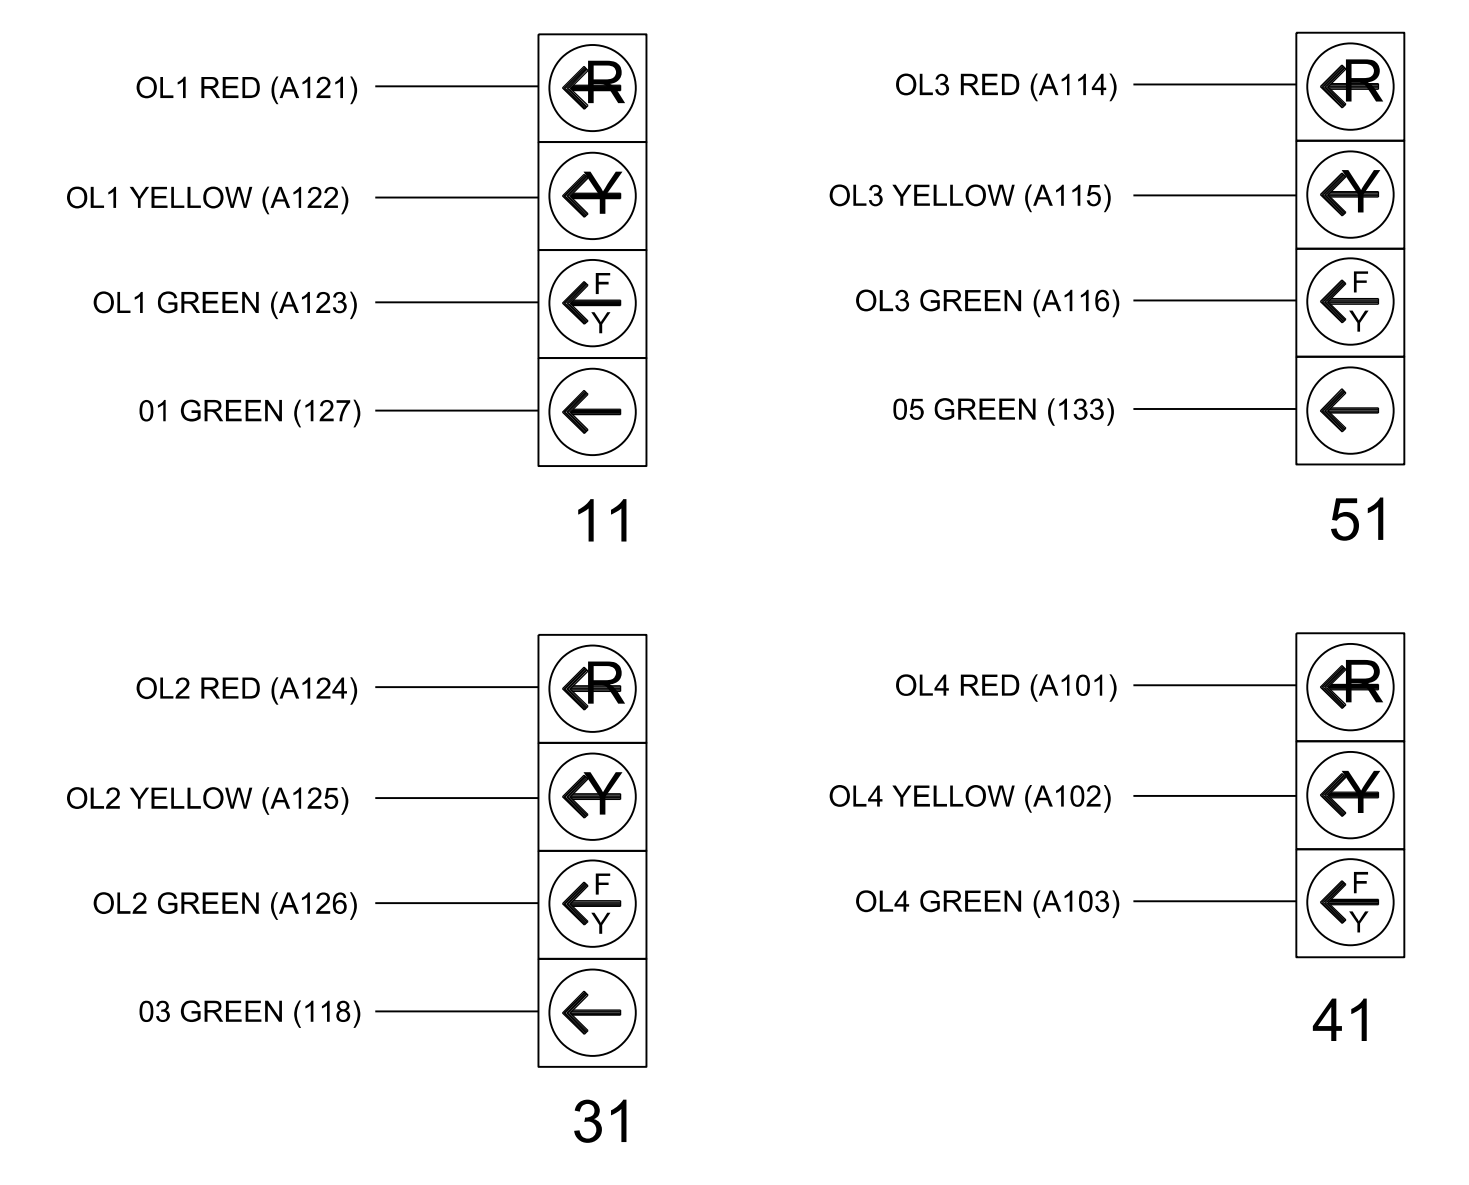 OL1 RED (A121)
R
OL1 YELLOW (A122)
Y
OL1 GREEN (A123)
F
Y
01 GREEN (127)
11
OL3 RED (A114)
R
OL3 YELLOW (A115)
Y
OL3 GREEN (A116)
F
Y
05 GREEN (133)
51
OL2 RED (A124)
R
OL2 YELLOW (A125)
Y
OL2 GREEN (A126)
F
Y
03 GREEN (118)
31
OL4 RED (A101)
R
OL4 YELLOW (A102)
Y
OL4 GREEN (A103)
F
Y
41